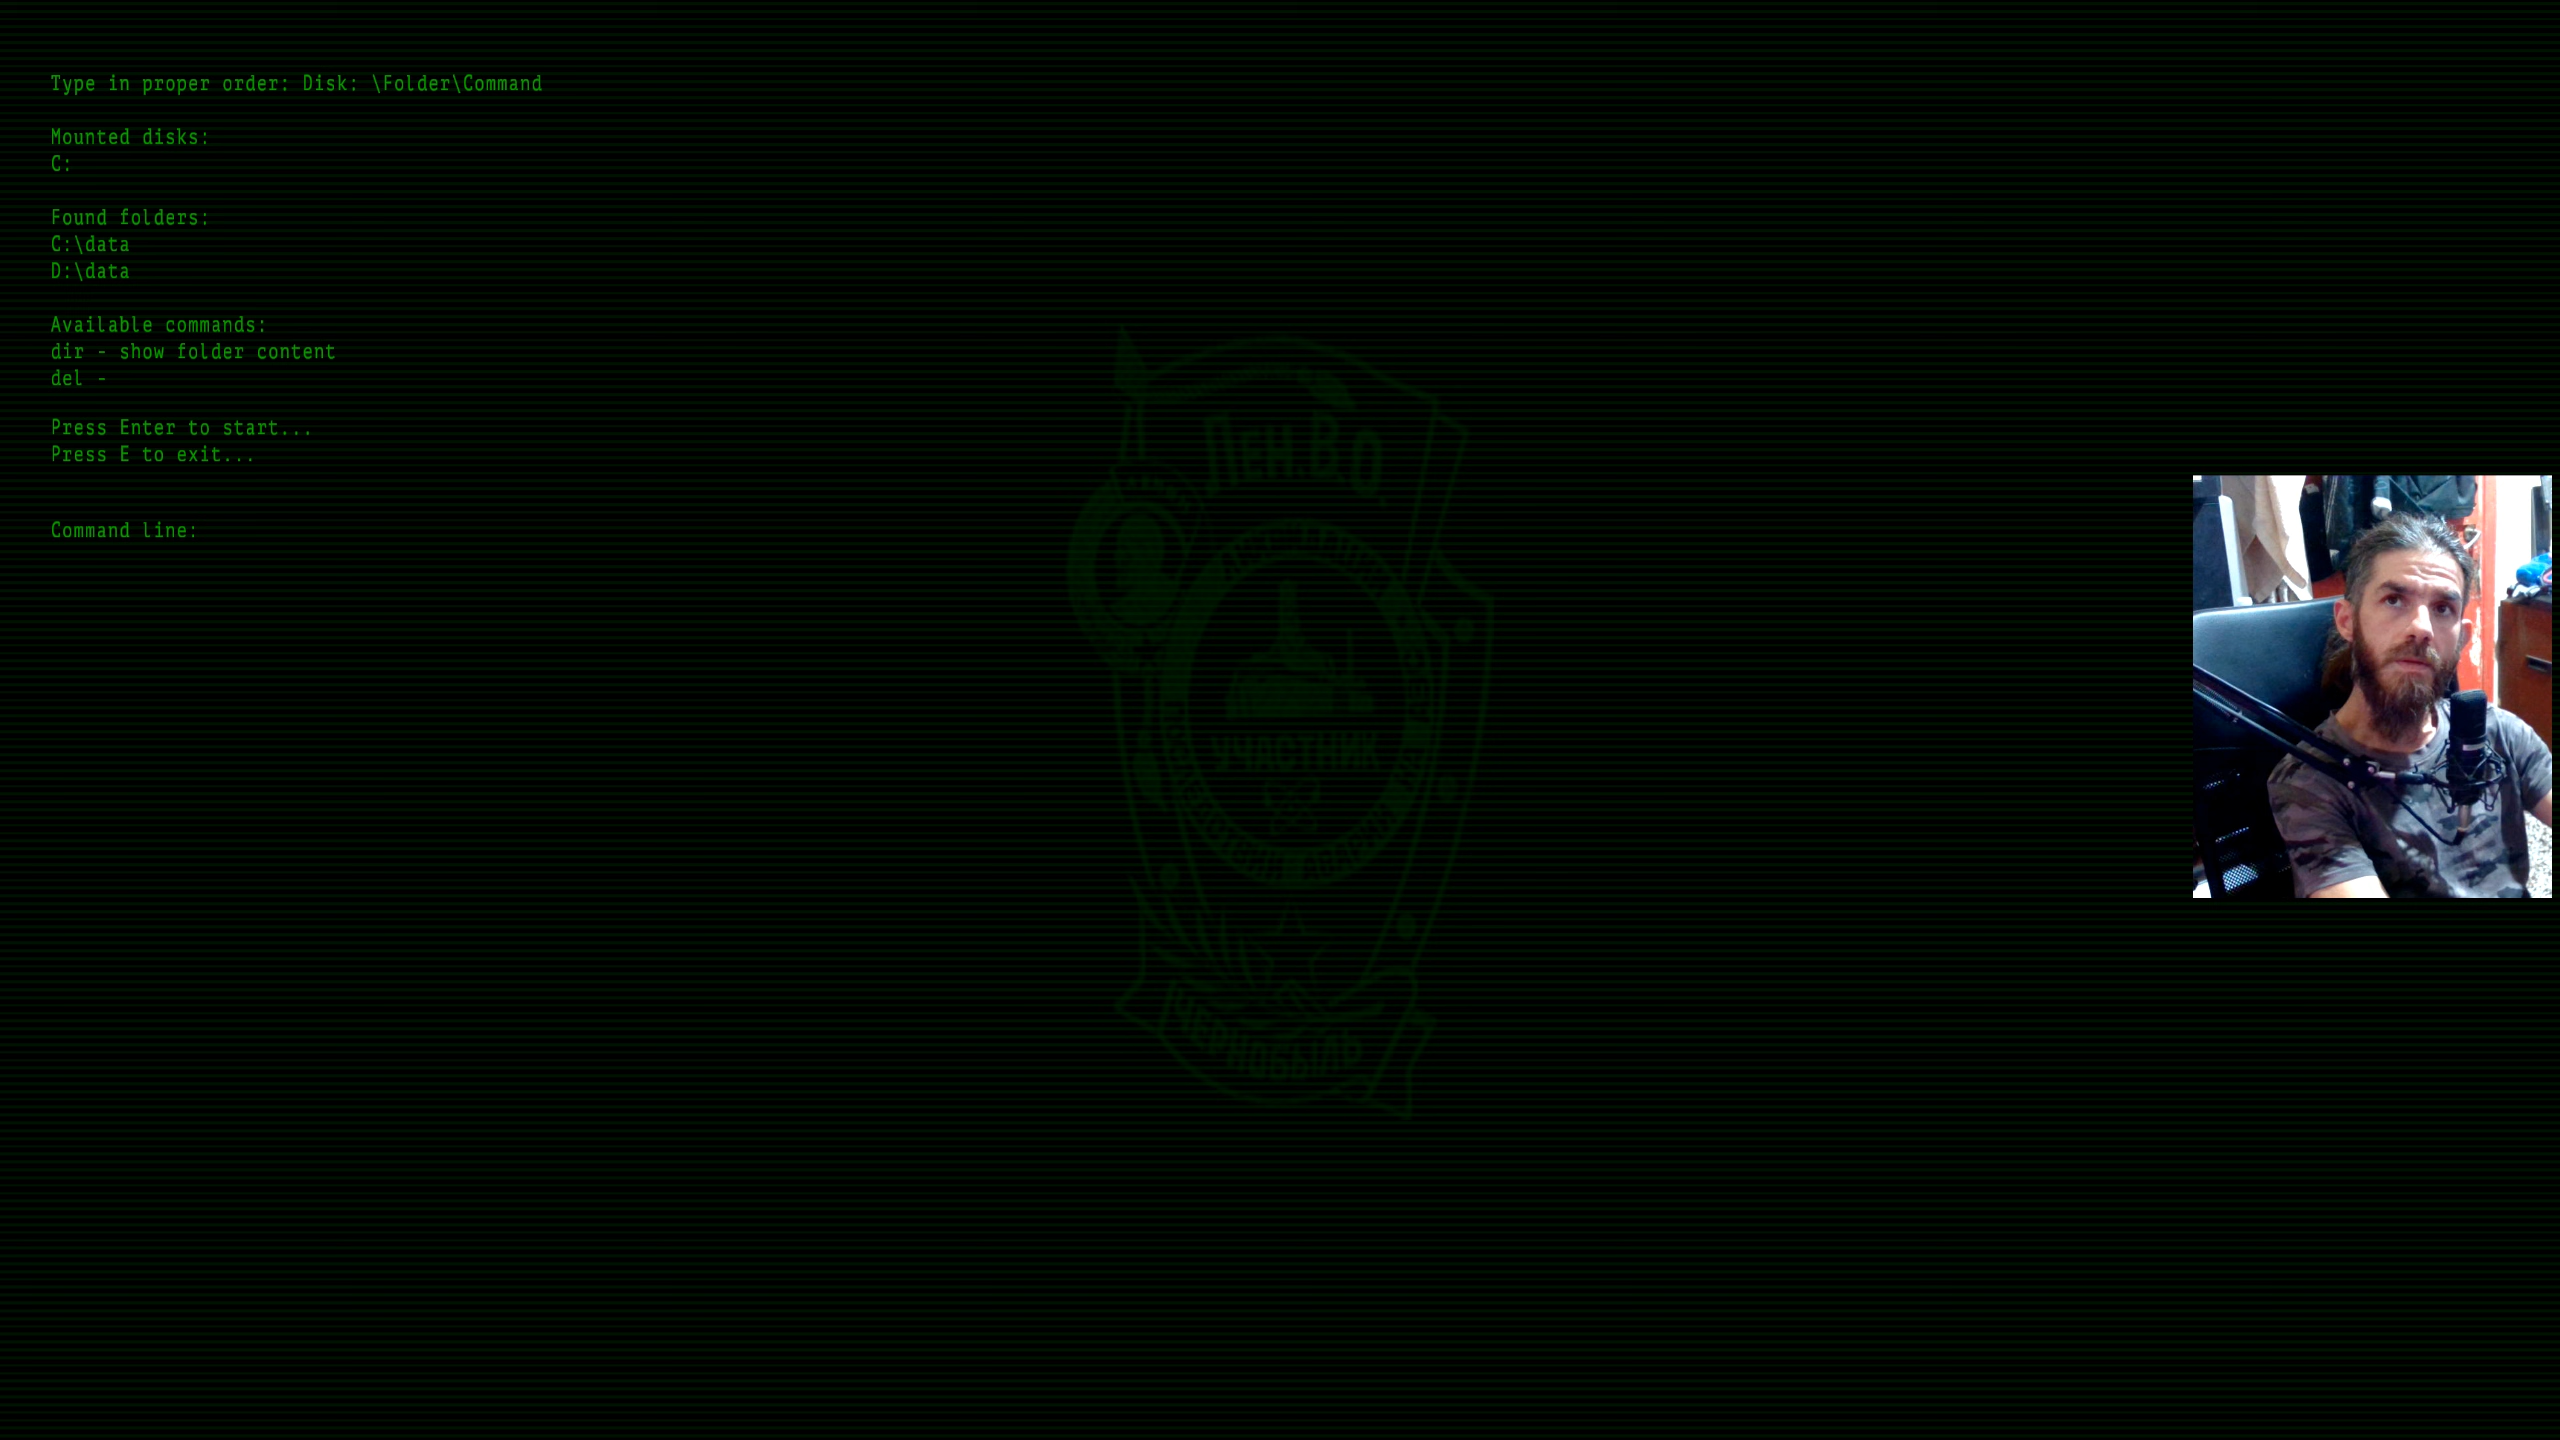 Type in proper order: Disk: \Folder\Command
Mounted disks:
C:
Found folders:
C:\data
D:\data
Available commands:
dir - show folder content
del -
Press Enter to start...
Press E to exit...
Command line:
Лен.В.О.
УЧАСТНИК
ЧЕРНОБЫЛЬ